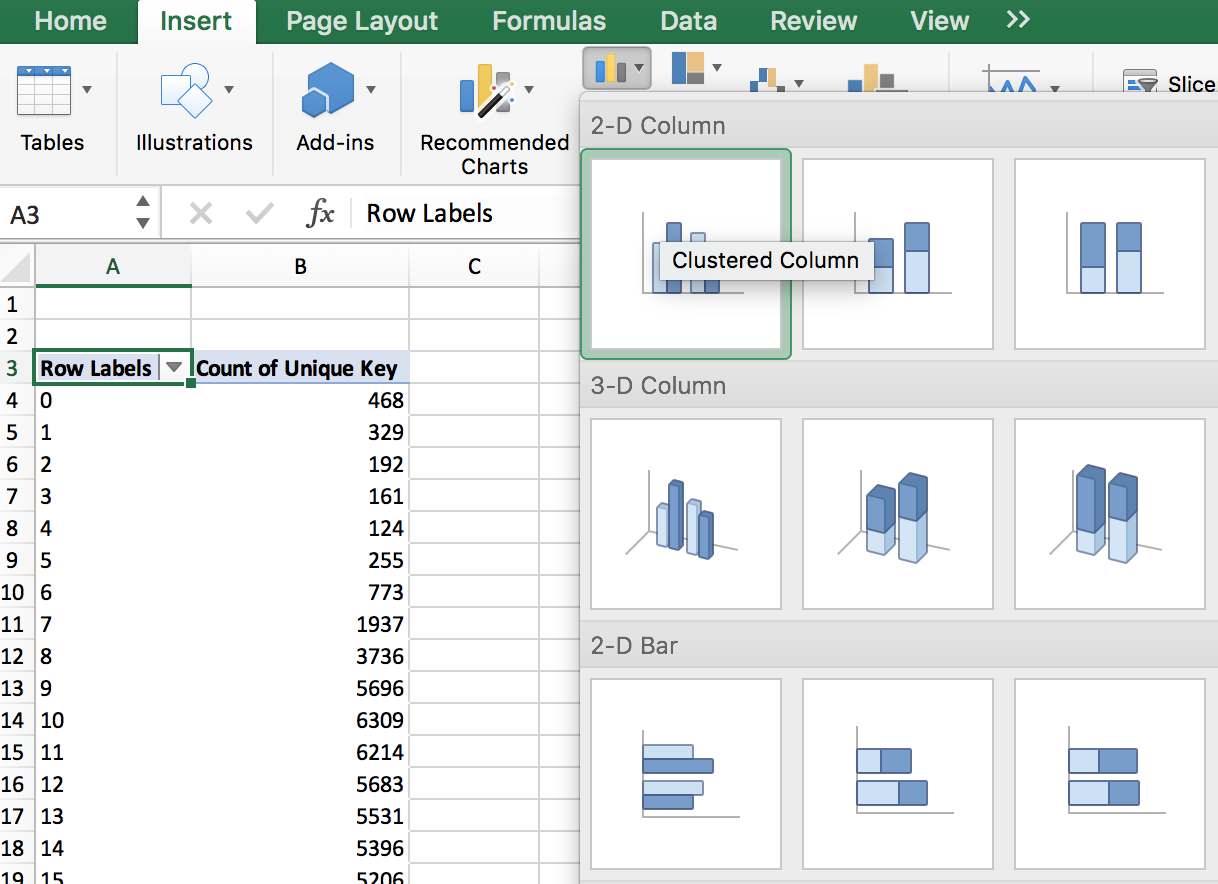 Home Insert Page Layout Formulas Data Review View >>
Tables Illustrations Add-ins Recommended Charts Slice
A3 fx Row Labels
2-D Column
Clustered Column
3-D Column
2-D Bar
A B C
1
2
3 Row Labels Count of Unique Key
4 0 468
5 1 329
6 2 192
7 3 161
8 4 124
9 5 255
10 6 773
11 7 1937
12 8 3736
13 9 5696
14 10 6309
15 11 6214
16 12 5683
17 13 5531
18 14 5396
19 15 5206